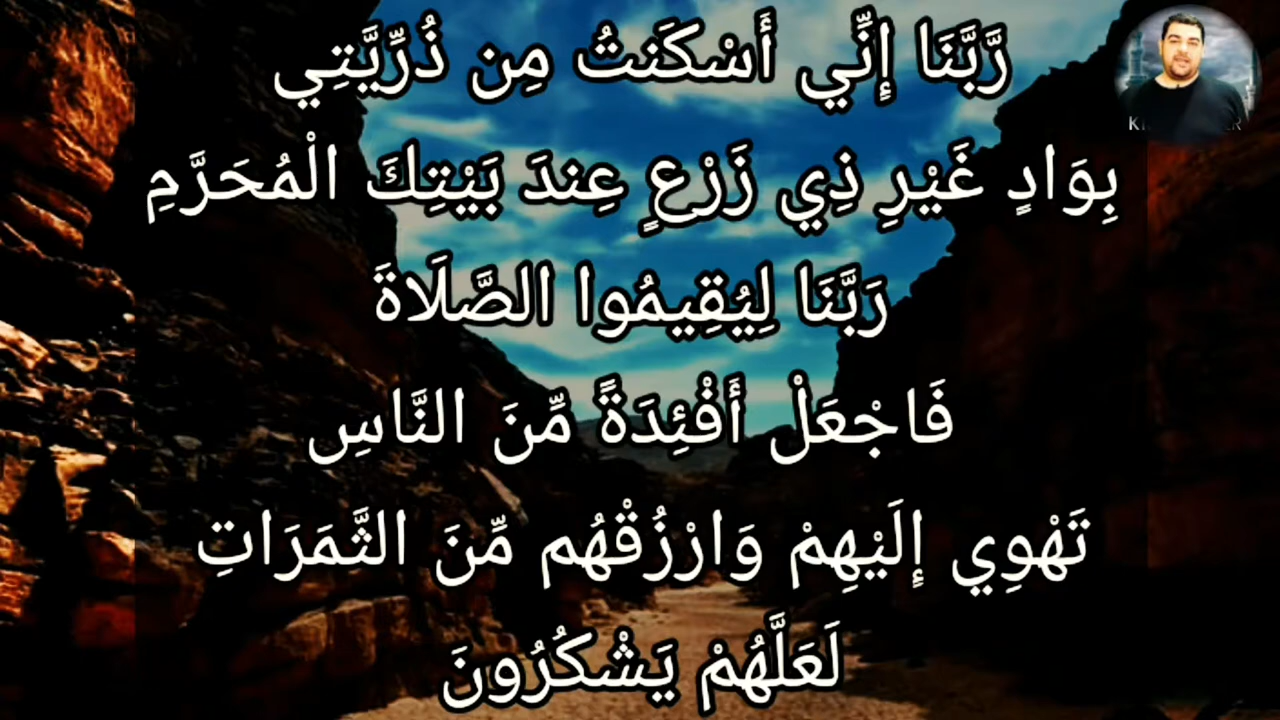 رَّبَّنَا إِنِّي أَسْكَنتُ مِن ذُرِّيَّتِي
بِوَادٍ غَيْرِ ذِي زَرْعٍ عِندَ بَيْتِكَ الْمُحَرَّمِ
رَبَّنَا لِيُقِيمُوا الصَّلَاةَ
فَاجْعَلْ أَفْئِدَةً مِّنَ النَّاسِ
تَهْوِي إِلَيْهِمْ وَارْزُقْهُم مِّنَ الثَّمَرَاتِ
لَعَلَّهُمْ يَشْكُرُونَ